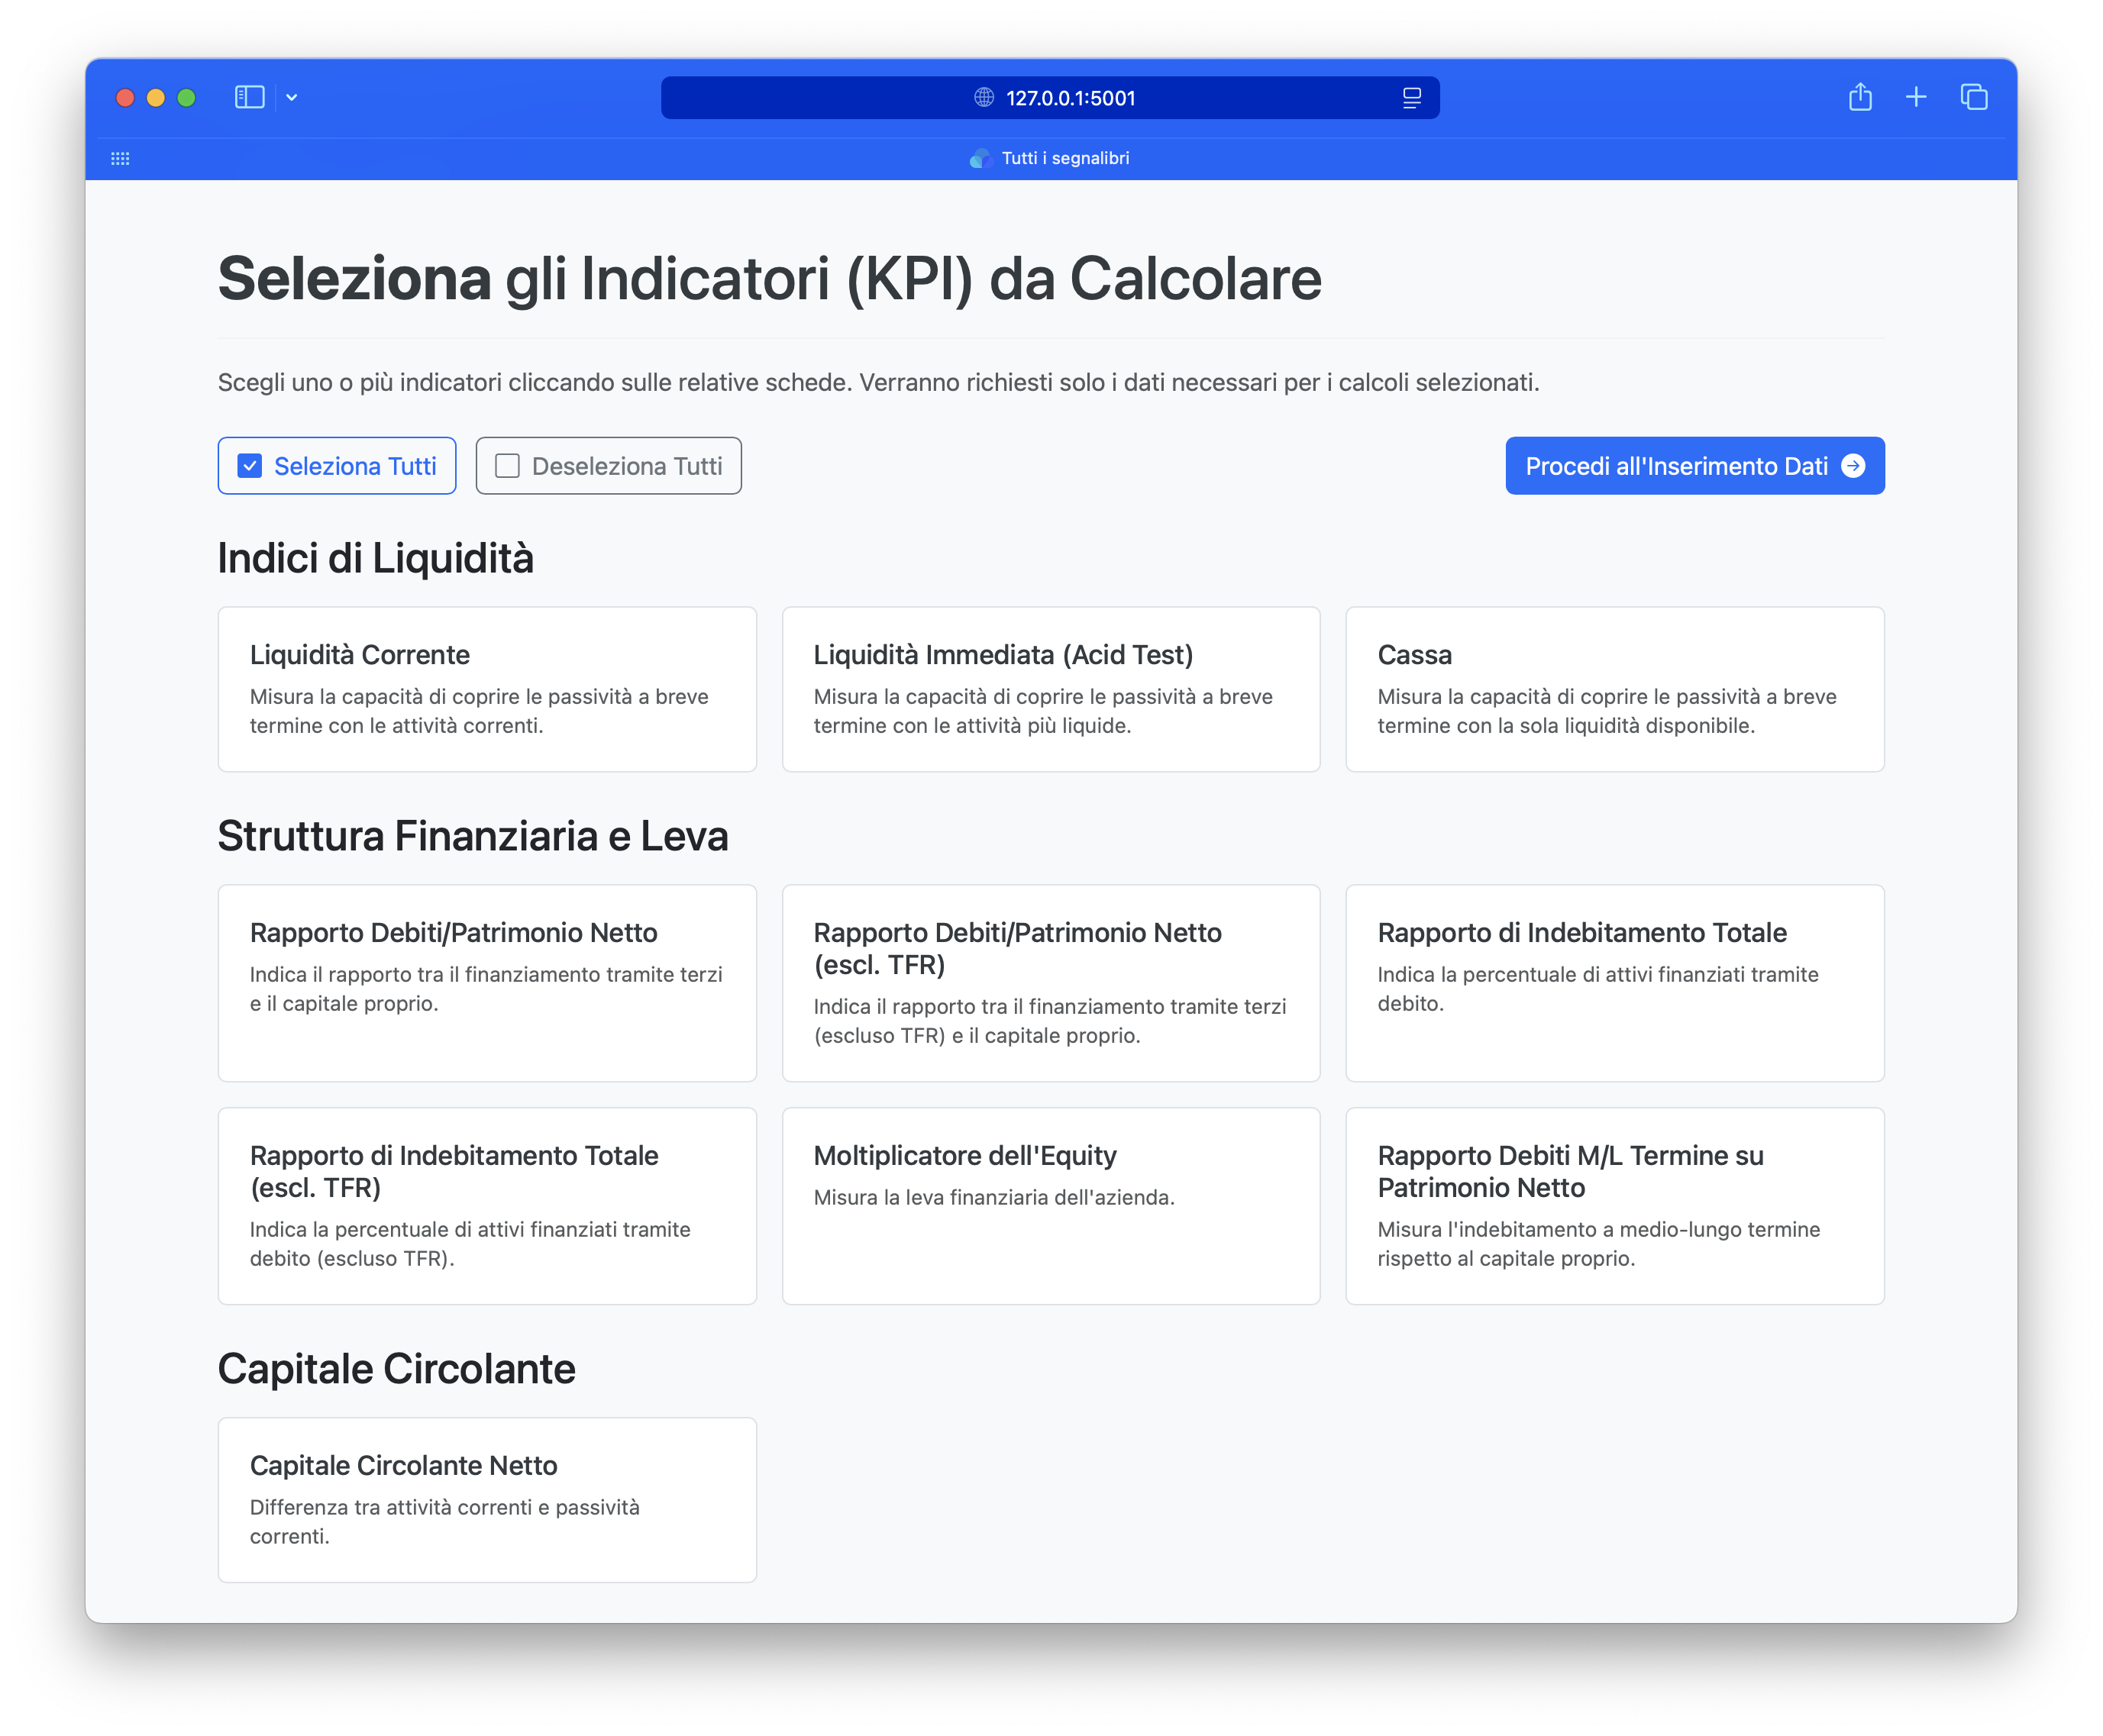 127.0.0.1:5001
Tutti i segnalibri
Seleziona gli Indicatori (KPI) da Calcolare
Scegli uno o più indicatori cliccando sulle relative schede. Verranno richiesti solo i dati necessari per i calcoli selezionati.
Seleziona Tutti
Deseleziona Tutti
Procedi all'Inserimento Dati
Indici di Liquidità
Liquidità Corrente
Misura la capacità di coprire le passività a breve
termine con le attività correnti.
Liquidità Immediata (Acid Test)
Misura la capacità di coprire le passività a breve
termine con le attività più liquide.
Cassa
Misura la capacità di coprire le passività a breve
termine con la sola liquidità disponibile.
Struttura Finanziaria e Leva
Rapporto Debiti/Patrimonio Netto
Indica il rapporto tra il finanziamento tramite terzi
e il capitale proprio.
Rapporto Debiti/Patrimonio Netto
(escl. TFR)
Indica il rapporto tra il finanziamento tramite terzi
(escluso TFR) e il capitale proprio.
Rapporto di Indebitamento Totale
Indica la percentuale di attivi finanziati tramite
debito.
Rapporto di Indebitamento Totale
(escl. TFR)
Indica la percentuale di attivi finanziati tramite
debito (escluso TFR).
Moltiplicatore dell'Equity
Misura la leva finanziaria dell'azienda.
Rapporto Debiti M/L Termine su
Patrimonio Netto
Misura l'indebitamento a medio-lungo termine
rispetto al capitale proprio.
Capitale Circolante
Capitale Circolante Netto
Differenza tra attività correnti e passività
correnti.